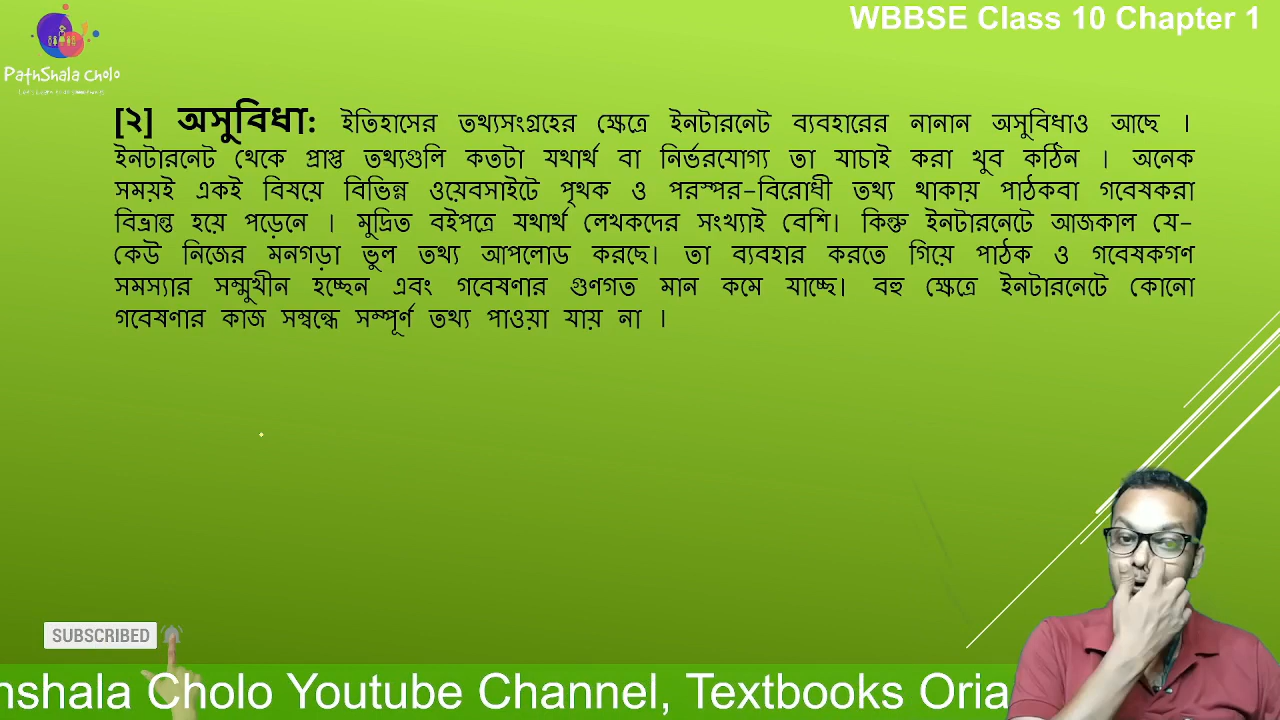 WBBSE Class 10 Chapter 1
PathShala Cholo
[২] অসুবিধা: ইতিহাসের তথ্যসংগ্রহের ক্ষেত্রে ইনটারনেট ব্যবহারের নানান অসুবিধাও আছে ।
ইনটারনেট থেকে প্রাপ্ত তথ্যগুলি কতটা যথার্থ বা নির্ভরযোগ্য তা যাচাই করা খুব কঠিন । অনেক
সময়ই একই বিষয়ে বিভিন্ন ওয়েবসাইটে পৃথক ও পরস্পর-বিরোধী তথ্য থাকায় পাঠকবা গবেষকরা
বিভ্রান্ত হয়ে পড়েনে । মুদ্রিত বইপত্রে যথার্থ লেখকদের সংখ্যাই বেশি। কিন্তু ইনটারনেটে আজকাল যে-
কেউ নিজের মনগড়া ভুল তথ্য আপলোড করছে। তা ব্যবহার করতে গিয়ে পাঠক ও গবেষকগণ
সমস্যার সম্মুখীন হচ্ছেন এবং গবেষণার গুণগত মান কমে যাচ্ছে। বহু ক্ষেত্রে ইনটারনেটে কোনো
গবেষণার কাজ সম্বন্ধে সম্পূর্ণ তথ্য পাওয়া যায় না ।
SUBSCRIBED
nshala Cholo Youtube Channel, Textbooks Oria